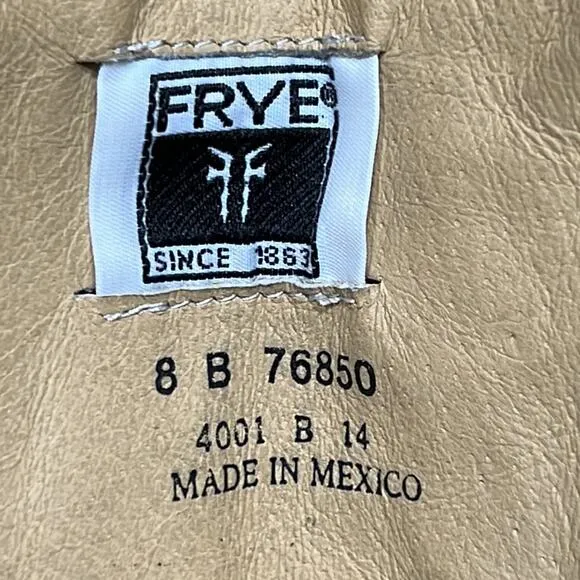 FRYE®
SINCE 1863
8 B 76850
4001 B 14
MADE IN MEXICO